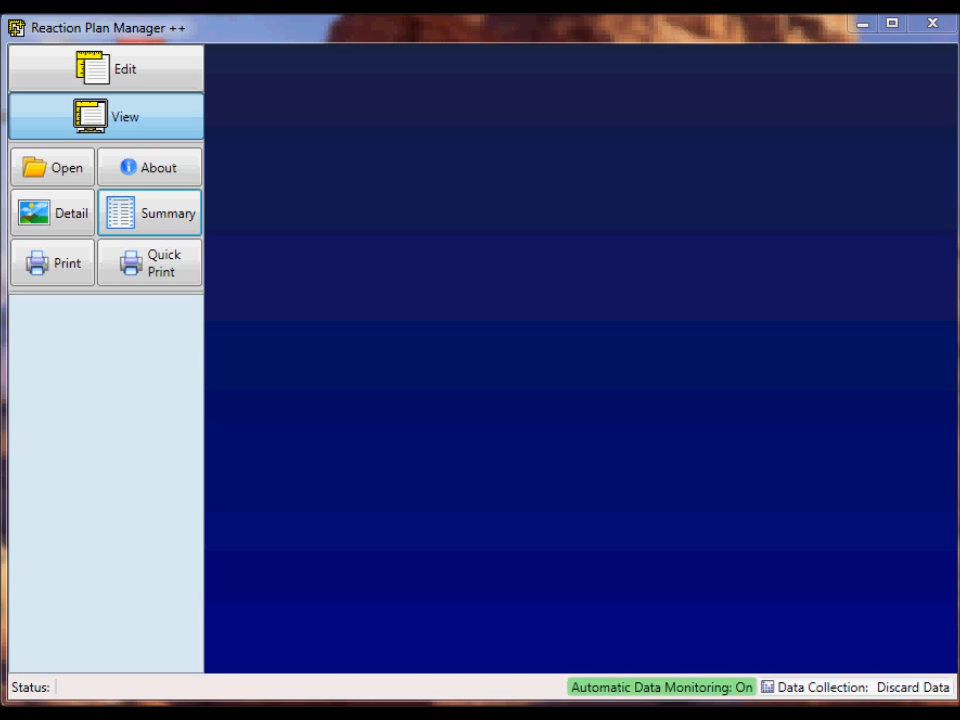 Reaction Plan Manager ++
Edit
View
Open
About
Detail
Summary
Print
Quick
Print
Status:
Automatic Data Monitoring: On
Data Collection: Discard Data